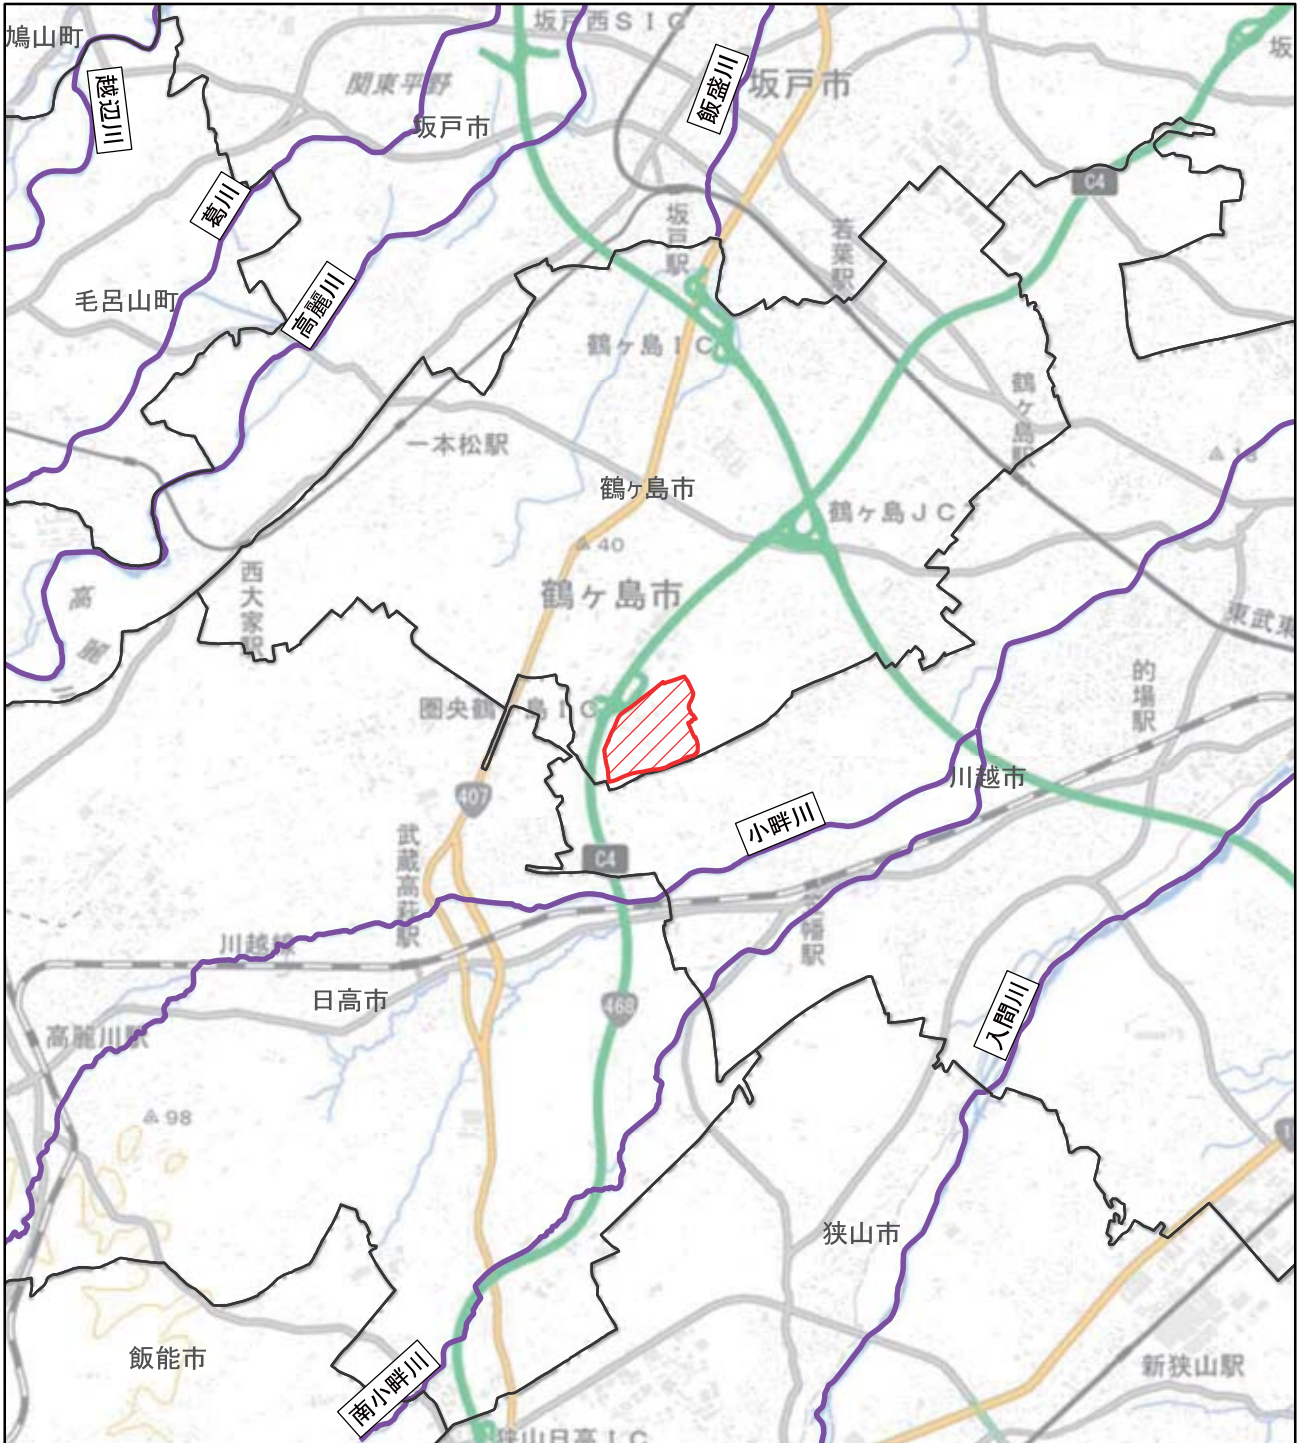 坂戸西ＳＩＣ
鳩山町
坂
飯盛川
坂戸市
関東平野
越辺川
坂戸市
C4
葛川
坂戸駅
若葉駅
毛呂山町
高麗川
鶴ヶ島ＩＣ
鶴ヶ島駅
一本松駅
鶴ヶ島市
鶴ヶ島ＪＣＴ
40
西大家駅
高麗川
鶴ヶ島市
東武東
的場駅
圏央鶴ヶ島ＩＣ
川越市
407
小畔川
武蔵高萩駅
C4
笠幡駅
川越線
日高市
468
入間川
高麗川駅
98
狭山市
飯能市
新狭山駅
南小畔川
狭山日高ＩＣ